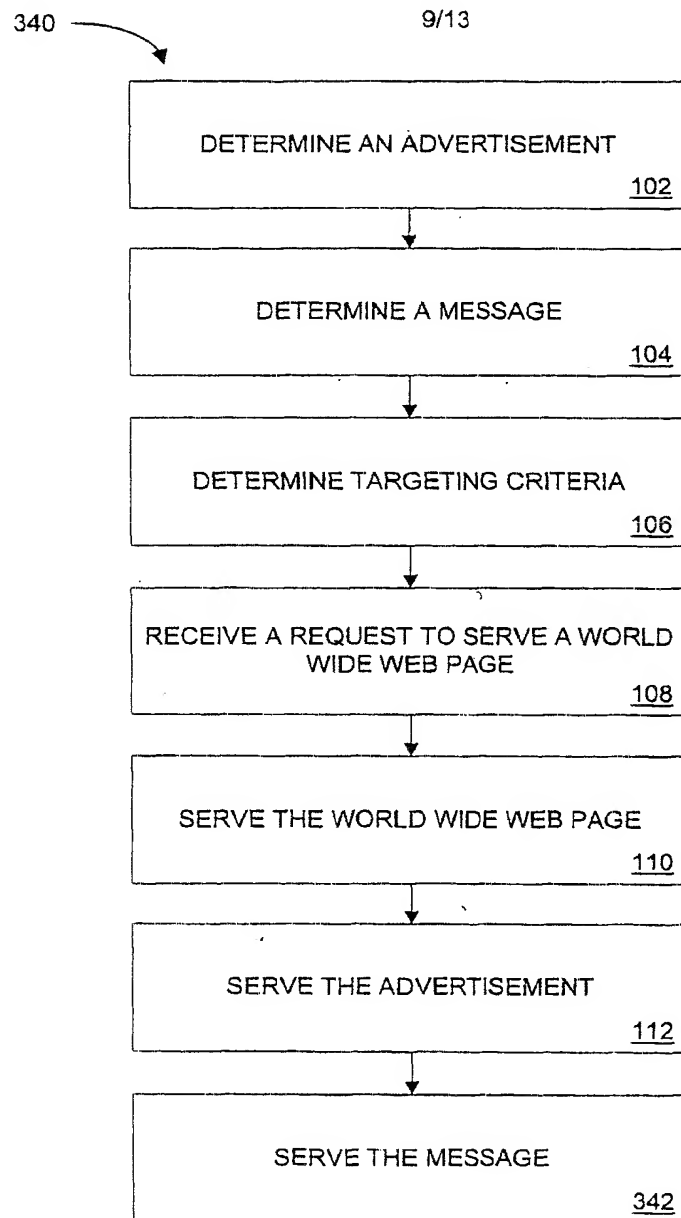 340
9/13
DETERMINE AN ADVERTISEMENT
102
DETERMINE A MESSAGE
104
DETERMINE TARGETING CRITERIA
106
RECEIVE A REQUEST TO SERVE A WORLD
WIDE WEB PAGE
108
SERVE THE WORLD WIDE WEB PAGE
110
SERVE THE ADVERTISEMENT
112
SERVE THE MESSAGE
342